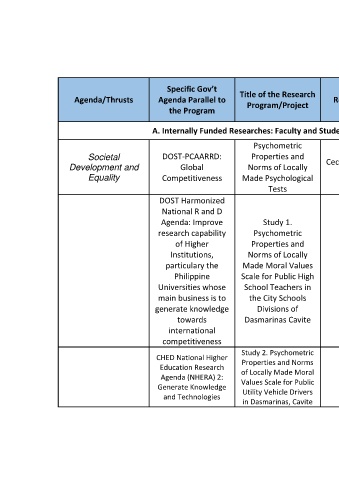 Agenda/Thrusts
Specific Gov't
Agenda Parallel to
the Program
Title of the Research
Program/Project
A. Internally Funded Researches: Faculty and Stude
Societal
Development and
Equality
DOST-PCAARRD:
Global
Competitiveness
Psychometric
Properties and
Norms of Locally
Made Psychological
Tests
Cec
DOST Harmonized
National R and D
Agenda: Improve
research capability
of Higher
Institutions,
particulary the
Philippine
Universities whose
main business is to
generate knowledge
towards
international
competitiveness
Study 1.
Psychometric
Properties and
Norms of Locally
Made Moral Values
Scale for Public High
School Teachers in
the City Schools
Divisions of
Dasmarinas Cavite
CHED National Higher
Education Research
Agenda (NHERA) 2:
Generate Knowledge
and Technologies
Study 2. Psychometric
Properties and Norms
of Locally Made Moral
Values Scale for Public
Utility Vehicle Drivers
in Dasmarinas, Cavite